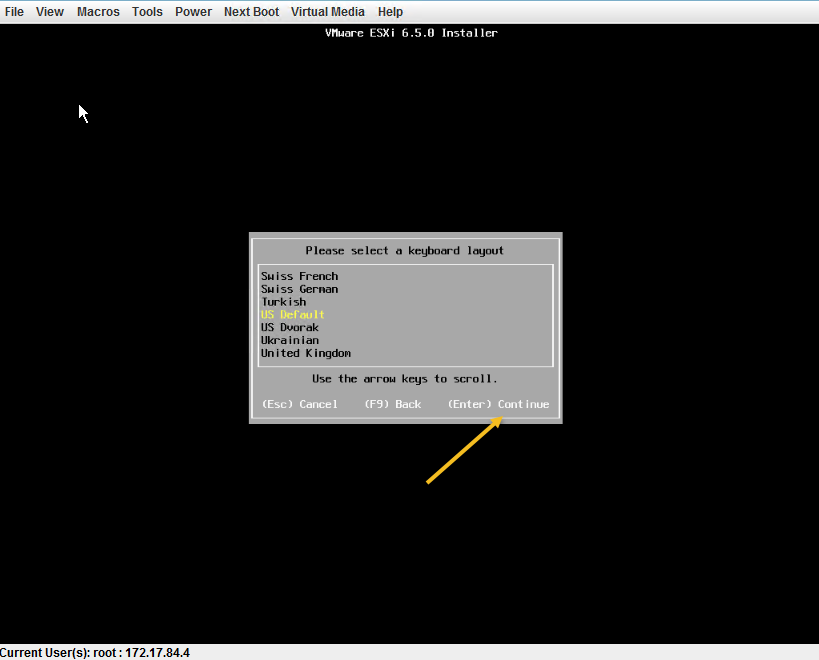 File View Macros Tools Power Next Boot Virtual Media Help
VMware ESXi 6.5.0 Installer
Please select a keyboard layout
Swiss French
Swiss German
Turkish
US Default
US Dvorak
Ukrainian
United Kingdom
Use the arrow keys to scroll.
(Esc) Cancel (F9) Back (Enter) Continue
Current User(s): root : 172.17.84.4